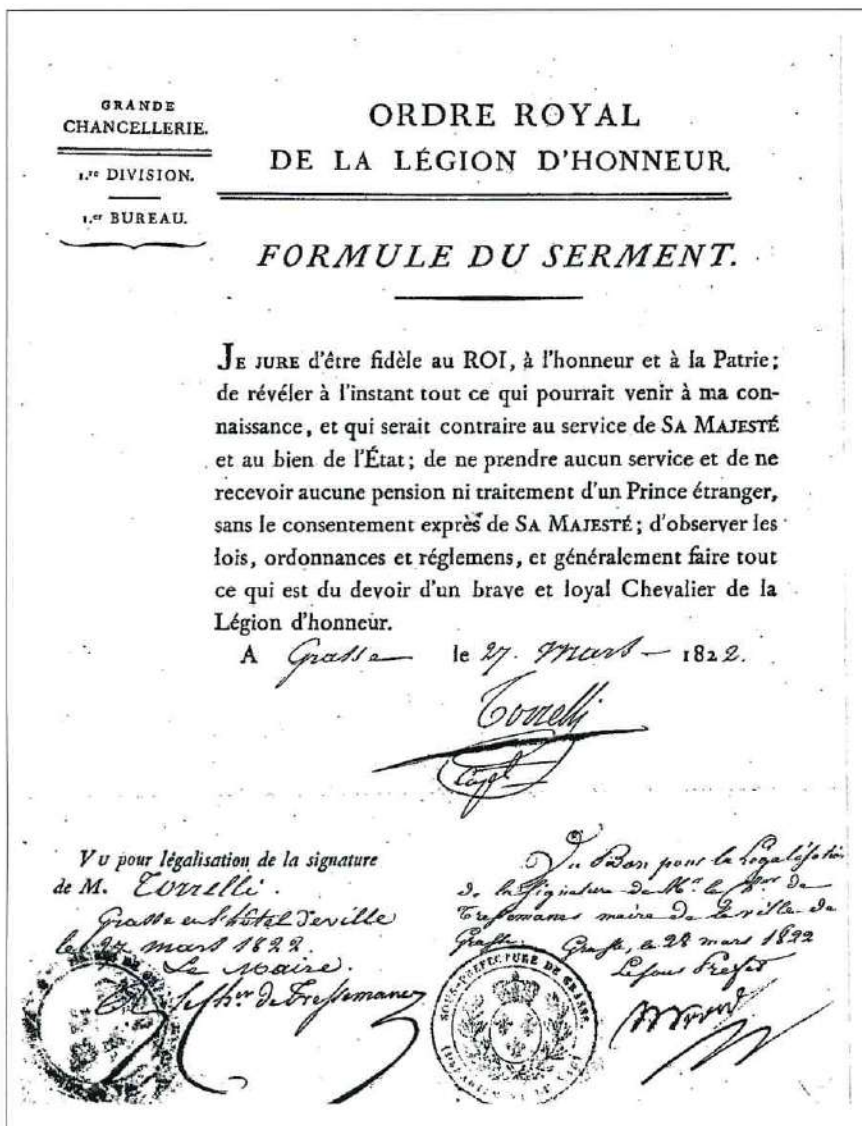 GRANDE
CHANCELLERIE.
1.re DIVISION.
1.er BUREAU.
ORDRE ROYAL
DE LA LÉGION D'HONNEUR.
FORMULE DU SERMENT.
JE JURE d'être fidèle au ROI, à l'honneur et à la Patrie;
de révéler à l'instant tout ce qui pourrait venir à ma con-
naissance, et qui serait contraire au service de SA MAJESTÉ
et au bien de l'État; de ne prendre aucun service et de ne
recevoir aucune pension ni traitement d'un Prince étranger,
sans le consentement exprès de SA MAJESTÉ; d'observer les
lois, ordonnances et réglemens, et généralement faire tout
ce qui est du devoir d'un brave et loyal Chevalier de la
Légion d'honneur.
A Grasse le 27. Mars 1822.
Torrelli
Vu pour légalisation de la signature
de M. Torrelli.
Grasse en l'hôtel de ville
le 27 mars 1822.
Le Maire.
le Cher de Tressemanes
Vu Bon pour la Légalisation
de la signature de Mr. le Cher de
Tressemanes maire de la ville de
Grasse. Grasse, le 28 mars 1822
Le sous Prefet
SOUS-PRÉFECTURE DE GRASSE.